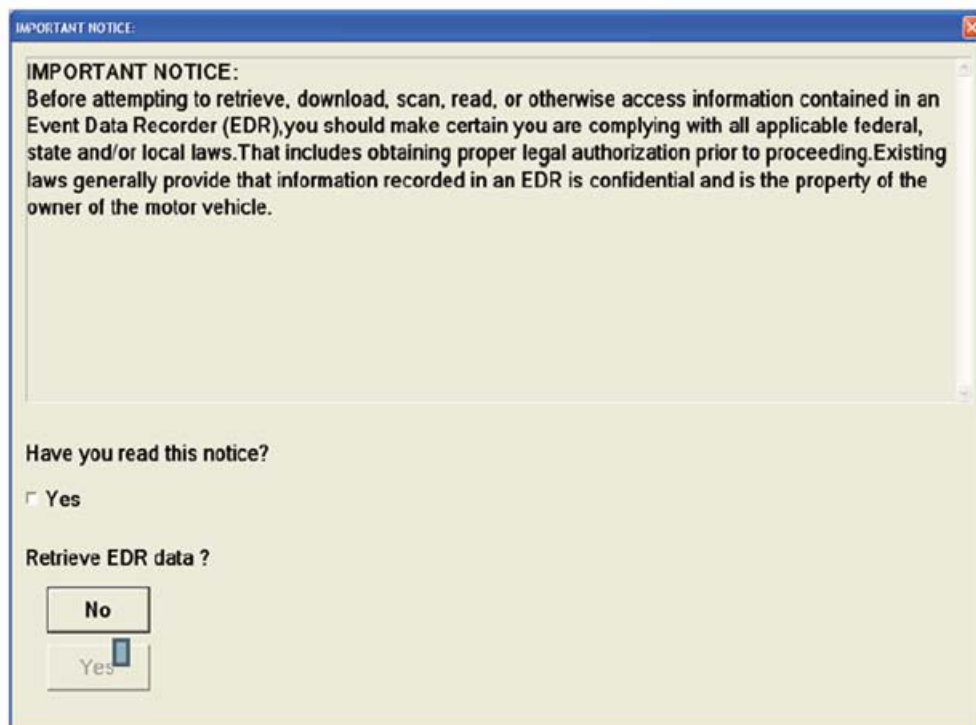 IMPORTANT NOTICE:
IMPORTANT NOTICE:
Before attempting to retrieve, download, scan, read, or otherwise access information contained in an
Event Data Recorder (EDR),you should make certain you are complying with all applicable federal,
state and/or local laws.That includes obtaining proper legal authorization prior to proceeding.Existing
laws generally provide that information recorded in an EDR is confidential and is the property of the
owner of the motor vehicle.
Have you read this notice?
Yes
Retrieve EDR data ?
No
Yes